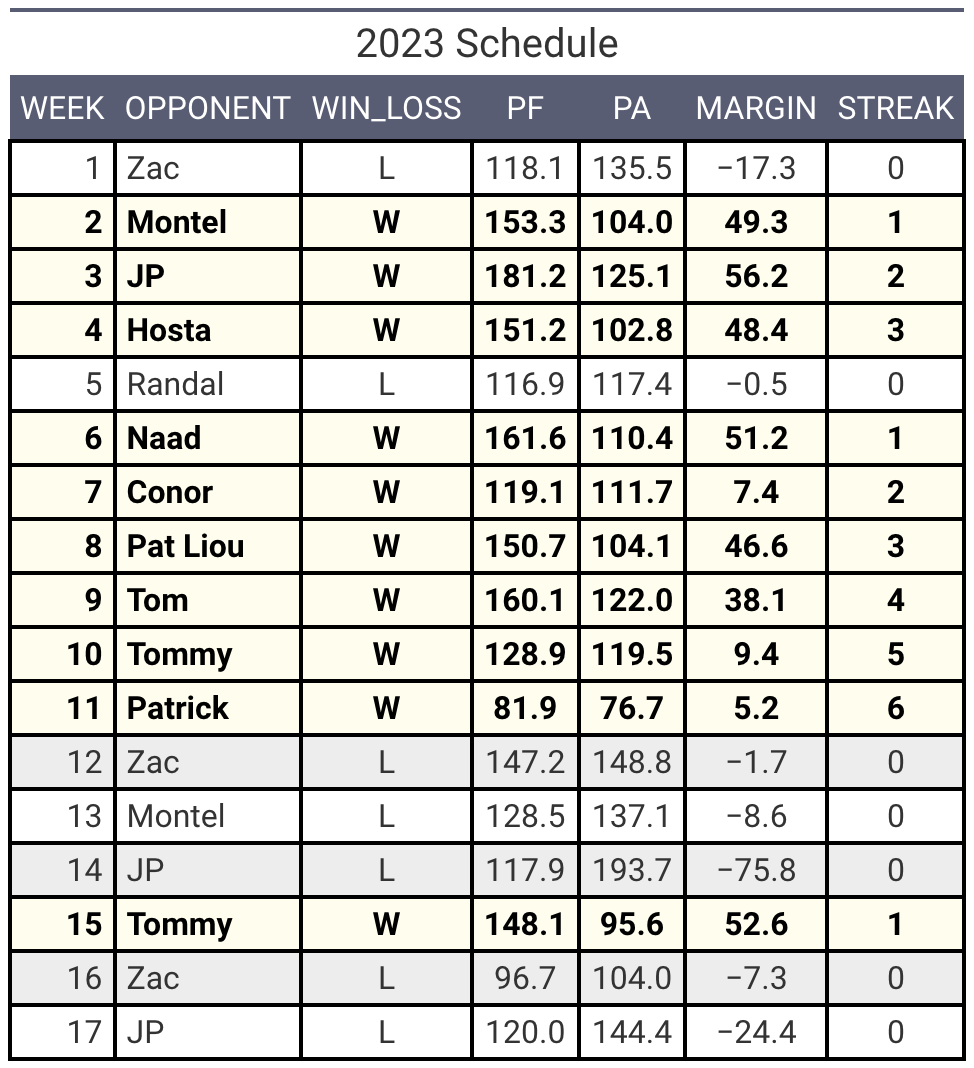 2023 Schedule
WEEK OPPONENT WIN_LOSS PF PA MARGIN STREAK
1 Zac L 118.1 135.5 −17.3 0
2 Montel W 153.3 104.0 49.3 1
3 JP W 181.2 125.1 56.2 2
4 Hosta W 151.2 102.8 48.4 3
5 Randal L 116.9 117.4 −0.5 0
6 Naad W 161.6 110.4 51.2 1
7 Conor W 119.1 111.7 7.4 2
8 Pat Liou W 150.7 104.1 46.6 3
9 Tom W 160.1 122.0 38.1 4
10 Tommy W 128.9 119.5 9.4 5
11 Patrick W 81.9 76.7 5.2 6
12 Zac L 147.2 148.8 −1.7 0
13 Montel L 128.5 137.1 −8.6 0
14 JP L 117.9 193.7 −75.8 0
15 Tommy W 148.1 95.6 52.6 1
16 Zac L 96.7 104.0 −7.3 0
17 JP L 120.0 144.4 −24.4 0